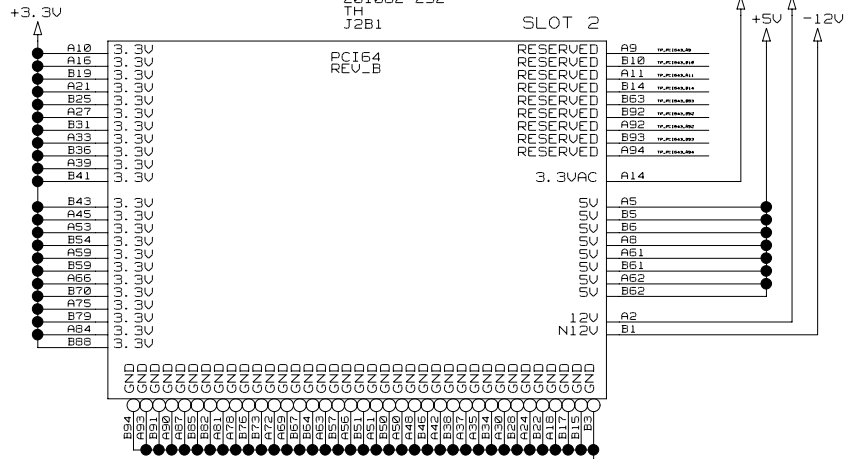 TH
J2B1
SLOT 2
+3.3V
+5V
-12V
PCI64
REV_B
A10 3.3V RESERVED A9
A16 3.3V RESERVED B10
B19 3.3V RESERVED A11
A21 3.3V RESERVED B14
B25 3.3V RESERVED B63
A27 3.3V RESERVED B92
B31 3.3V RESERVED A92
A33 3.3V RESERVED B93
B36 3.3V RESERVED A94
A39 3.3V
B41 3.3V 3.3VAC A14
B43 3.3V 5V A5
A45 3.3V 5V B5
A53 3.3V 5V B6
B54 3.3V 5V A8
A59 3.3V 5V A61
B59 3.3V 5V B61
A66 3.3V 5V A62
B70 3.3V 5V B62
A75 3.3V
B79 3.3V 12V A2
A84 3.3V N12V B1
B88 3.3V
GND GND GND GND GND GND GND GND GND GND GND GND GND GND GND GND GND GND GND GND GND GND GND GND GND GND GND GND GND GND GND GND GND GND GND GND GND
B94 A93 B91 A90 A87 B85 B82 A81 A78 B76 B73 A72 A69 B67 B64 A63 B57 A56 B51 A51 B50 A50 A48 B46 A42 B38 A37 A35 B34 A30 B28 A24 B22 A18 B17 B15 B3